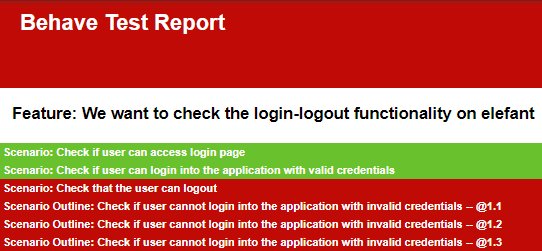 Behave Test Report
Feature: We want to check the login-logout functionality on elefant
Scenario: Check if user can access login page
Scenario: Check if user can login into the application with valid credentials
Scenario: Check that the user can logout
Scenario Outline: Check if user cannot login into the application with invalid credentials -- @1.1
Scenario Outline: Check if user cannot login into the application with invalid credentials -- @1.2
Scenario Outline: Check if user cannot login into the application with invalid credentials -- @1.3